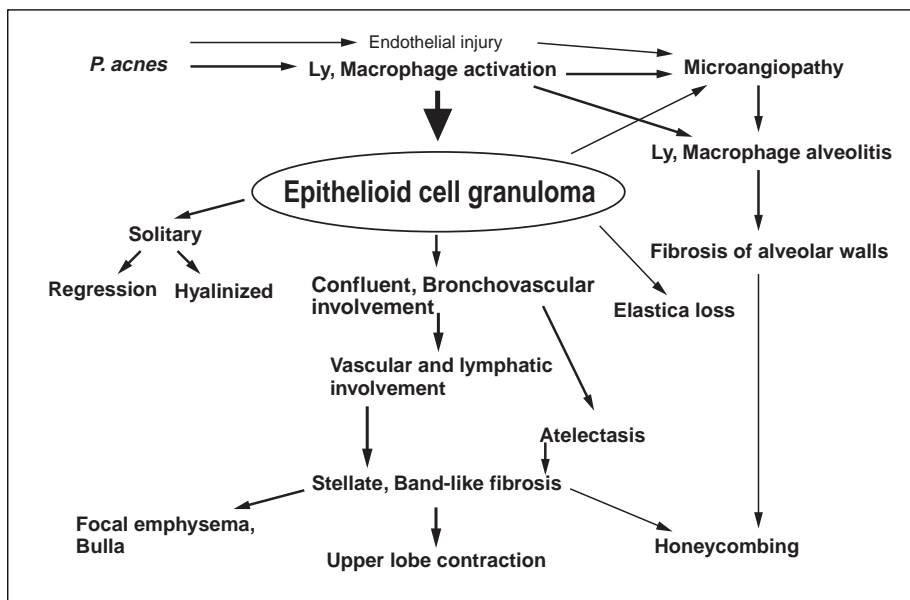 Endothelial injury
P. acnes
Ly, Macrophage activation
Microangiopathy
Ly, Macrophage alveolitis
Epithelioid cell granuloma
Solitary
Fibrosis of alveolar walls
Regression
Hyalinized
Confluent, Bronchovascular
involvement
Elastica loss
Vascular and lymphatic
involvement
Atelectasis
Stellate, Band-like fibrosis
Focal emphysema,
Bulla
Honeycombing
Upper lobe contraction